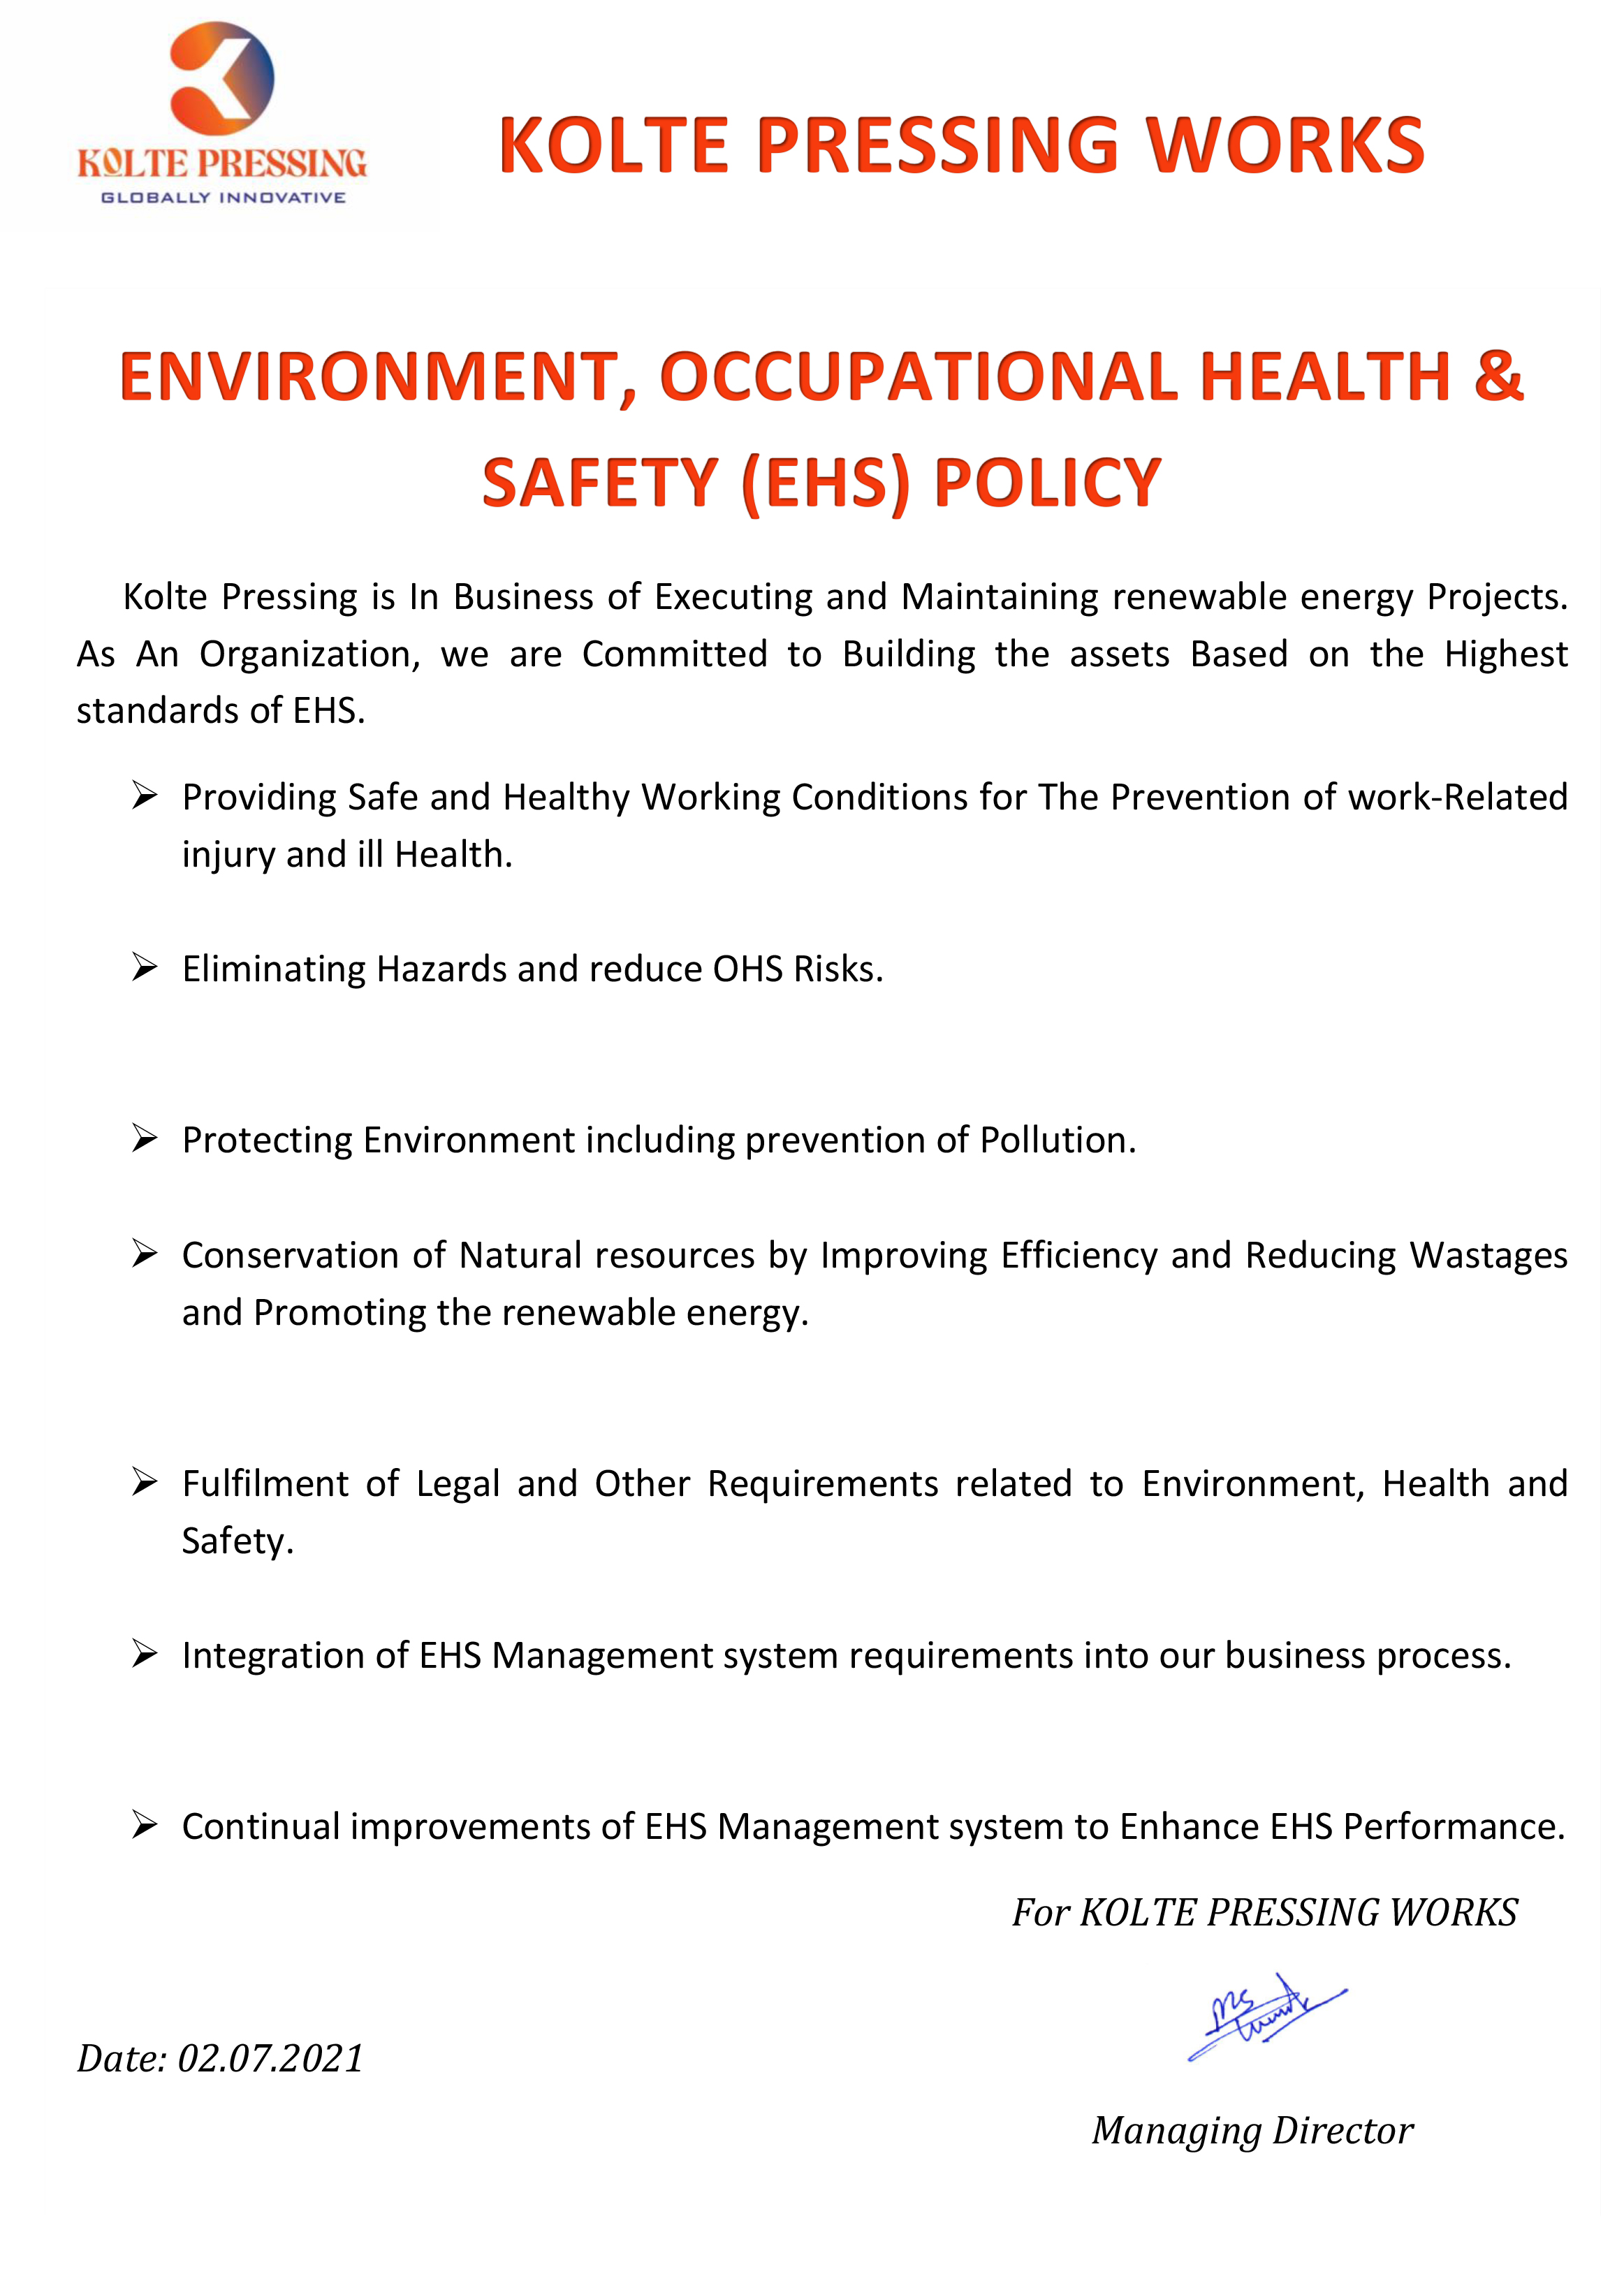 KOLTE PRESSING
GLOBALLY INNOVATIVE
KOLTE PRESSING WORKS
ENVIRONMENT, OCCUPATIONAL HEALTH &
SAFETY (EHS) POLICY
Kolte Pressing is In Business of Executing and Maintaining renewable energy Projects.
As An Organization, we are Committed to Building the assets Based on the Highest
standards of EHS.
➢ Providing Safe and Healthy Working Conditions for The Prevention of work-Related
injury and ill Health.
➢ Eliminating Hazards and reduce OHS Risks.
➢ Protecting Environment including prevention of Pollution.
➢ Conservation of Natural resources by Improving Efficiency and Reducing Wastages
and Promoting the renewable energy.
➢ Fulfilment of Legal and Other Requirements related to Environment, Health and
Safety.
➢ Integration of EHS Management system requirements into our business process.
➢ Continual improvements of EHS Management system to Enhance EHS Performance.
For KOLTE PRESSING WORKS
Date: 02.07.2021
Managing Director